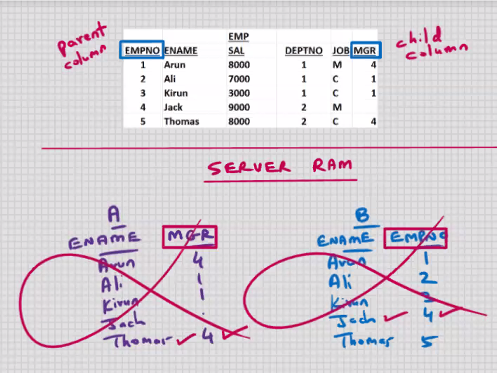 EMP
EMPNO ENAME SAL DEPTNO JOB MGR
1 Arun 8000 1 M 4
2 Ali 7000 1 C 1
3 Kirun 3000 1 C 1
4 Jack 9000 2 M
5 Thomas 8000 2 C 4
parent column
child column
SERVER RAM
A
ENAME MGR
Arun 4
Ali 1
Kirun 1
Jack .
Thomas 4
B
ENAME EMPNO
Arun 1
Ali 2
Kirun 3
Jack 4
Thomas 5